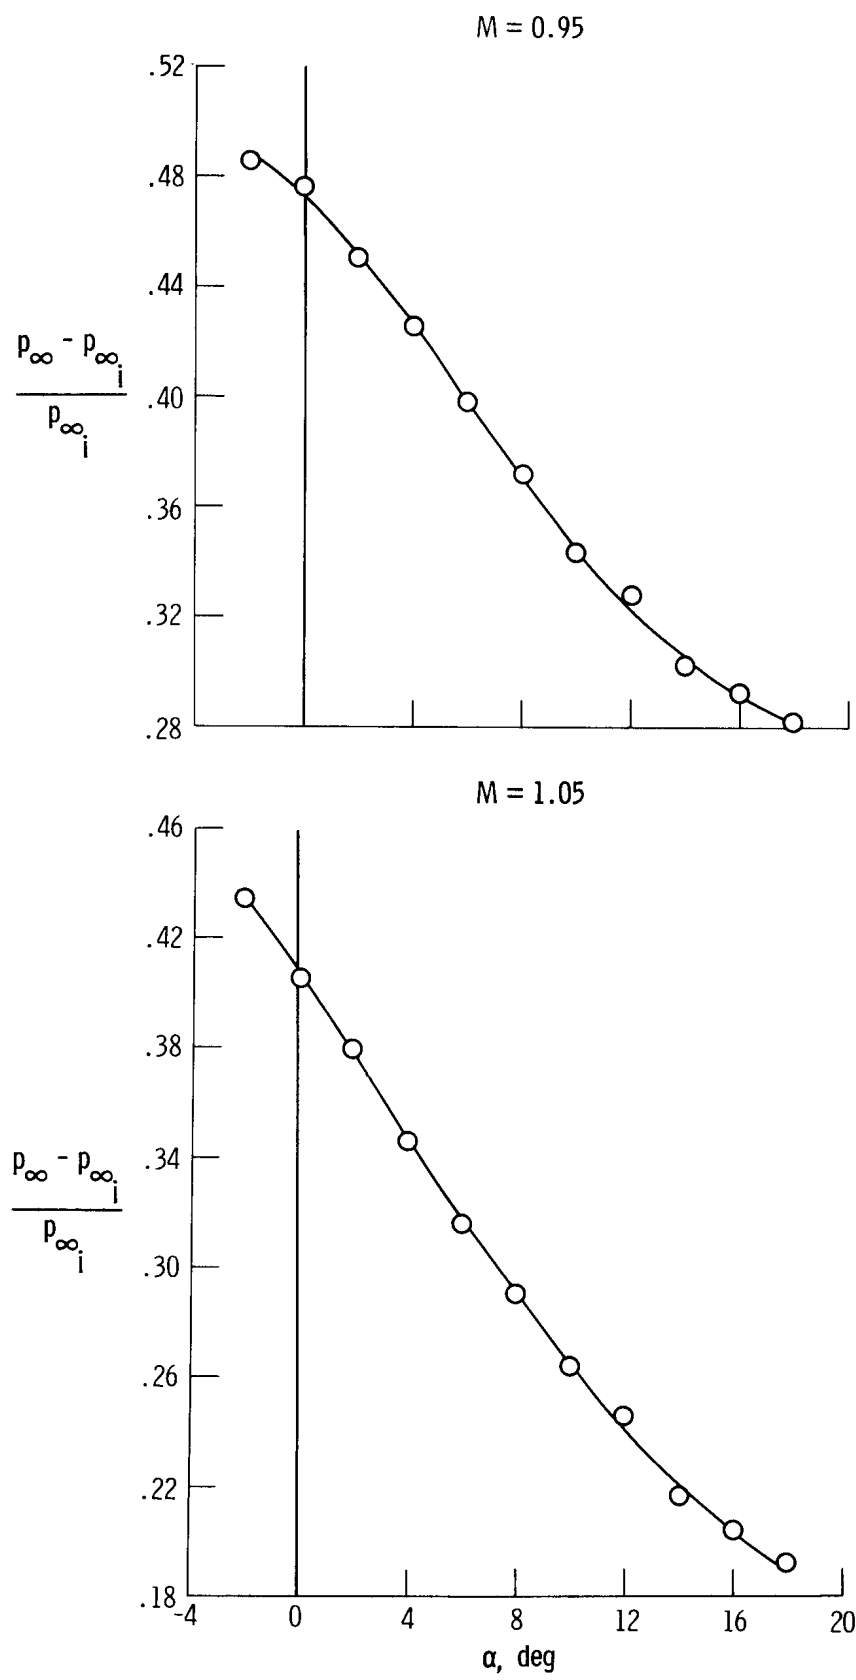 M = 0.95
.52
.48
.44
p∞ - p∞i
p∞i
.40
.36
.32
.28
M = 1.05
.46
.42
.38
.34
p∞ - p∞i
p∞i
.30
.26
.22
.18
-4 0 4 8 12 16 20
α, deg